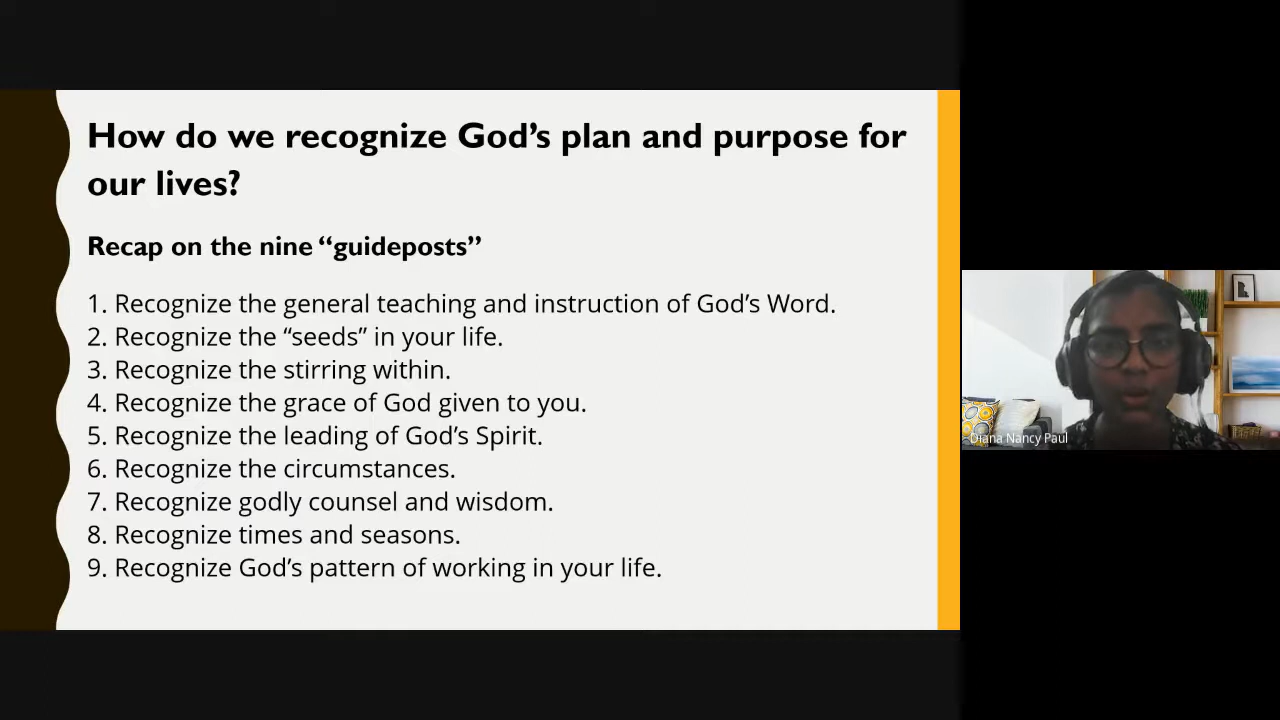 How do we recognize God’s plan and purpose for
our lives?
Recap on the nine “guideposts”
1. Recognize the general teaching and instruction of God’s Word.
2. Recognize the “seeds” in your life.
3. Recognize the stirring within.
4. Recognize the grace of God given to you.
5. Recognize the leading of God’s Spirit.
6. Recognize the circumstances.
7. Recognize godly counsel and wisdom.
8. Recognize times and seasons.
9. Recognize God’s pattern of working in your life.
Diana Nancy Paul